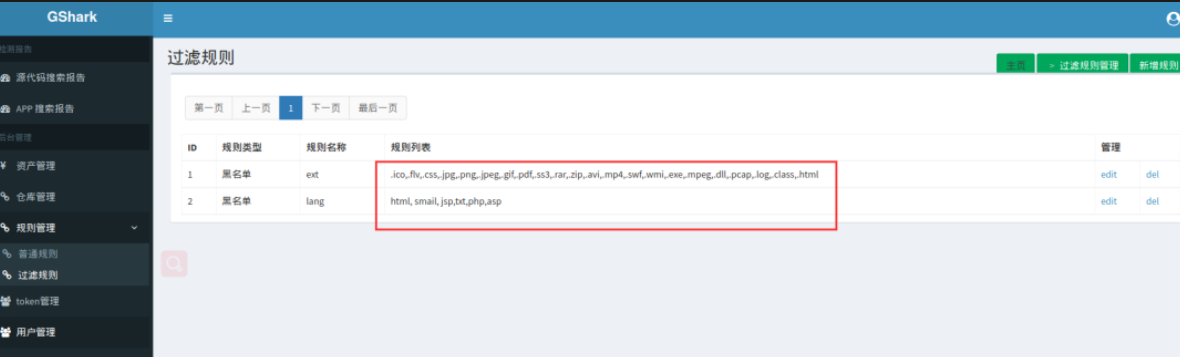 GShark
检测报告
源代码搜索报告
APP 搜索报告
后台管理
资产管理
仓库管理
规则管理
普通规则
过滤规则
token管理
用户管理
过滤规则
主页 > 过滤规则管理 新增规则
第一页 上一页 1 下一页 最后一页
ID 规则类型 规则名称 规则列表 管理
1 黑名单 ext .ico,.flv,.css,.jpg,.png,.jpeg,.gif,.pdf,.ss3,.rar,.zip,.avi,.mp4,.swf,.wmi,.exe,.mpeg,.dll,.pcap,.log,.class,.html edit del
2 黑名单 lang html, smail, jsp,txt,php,asp edit del